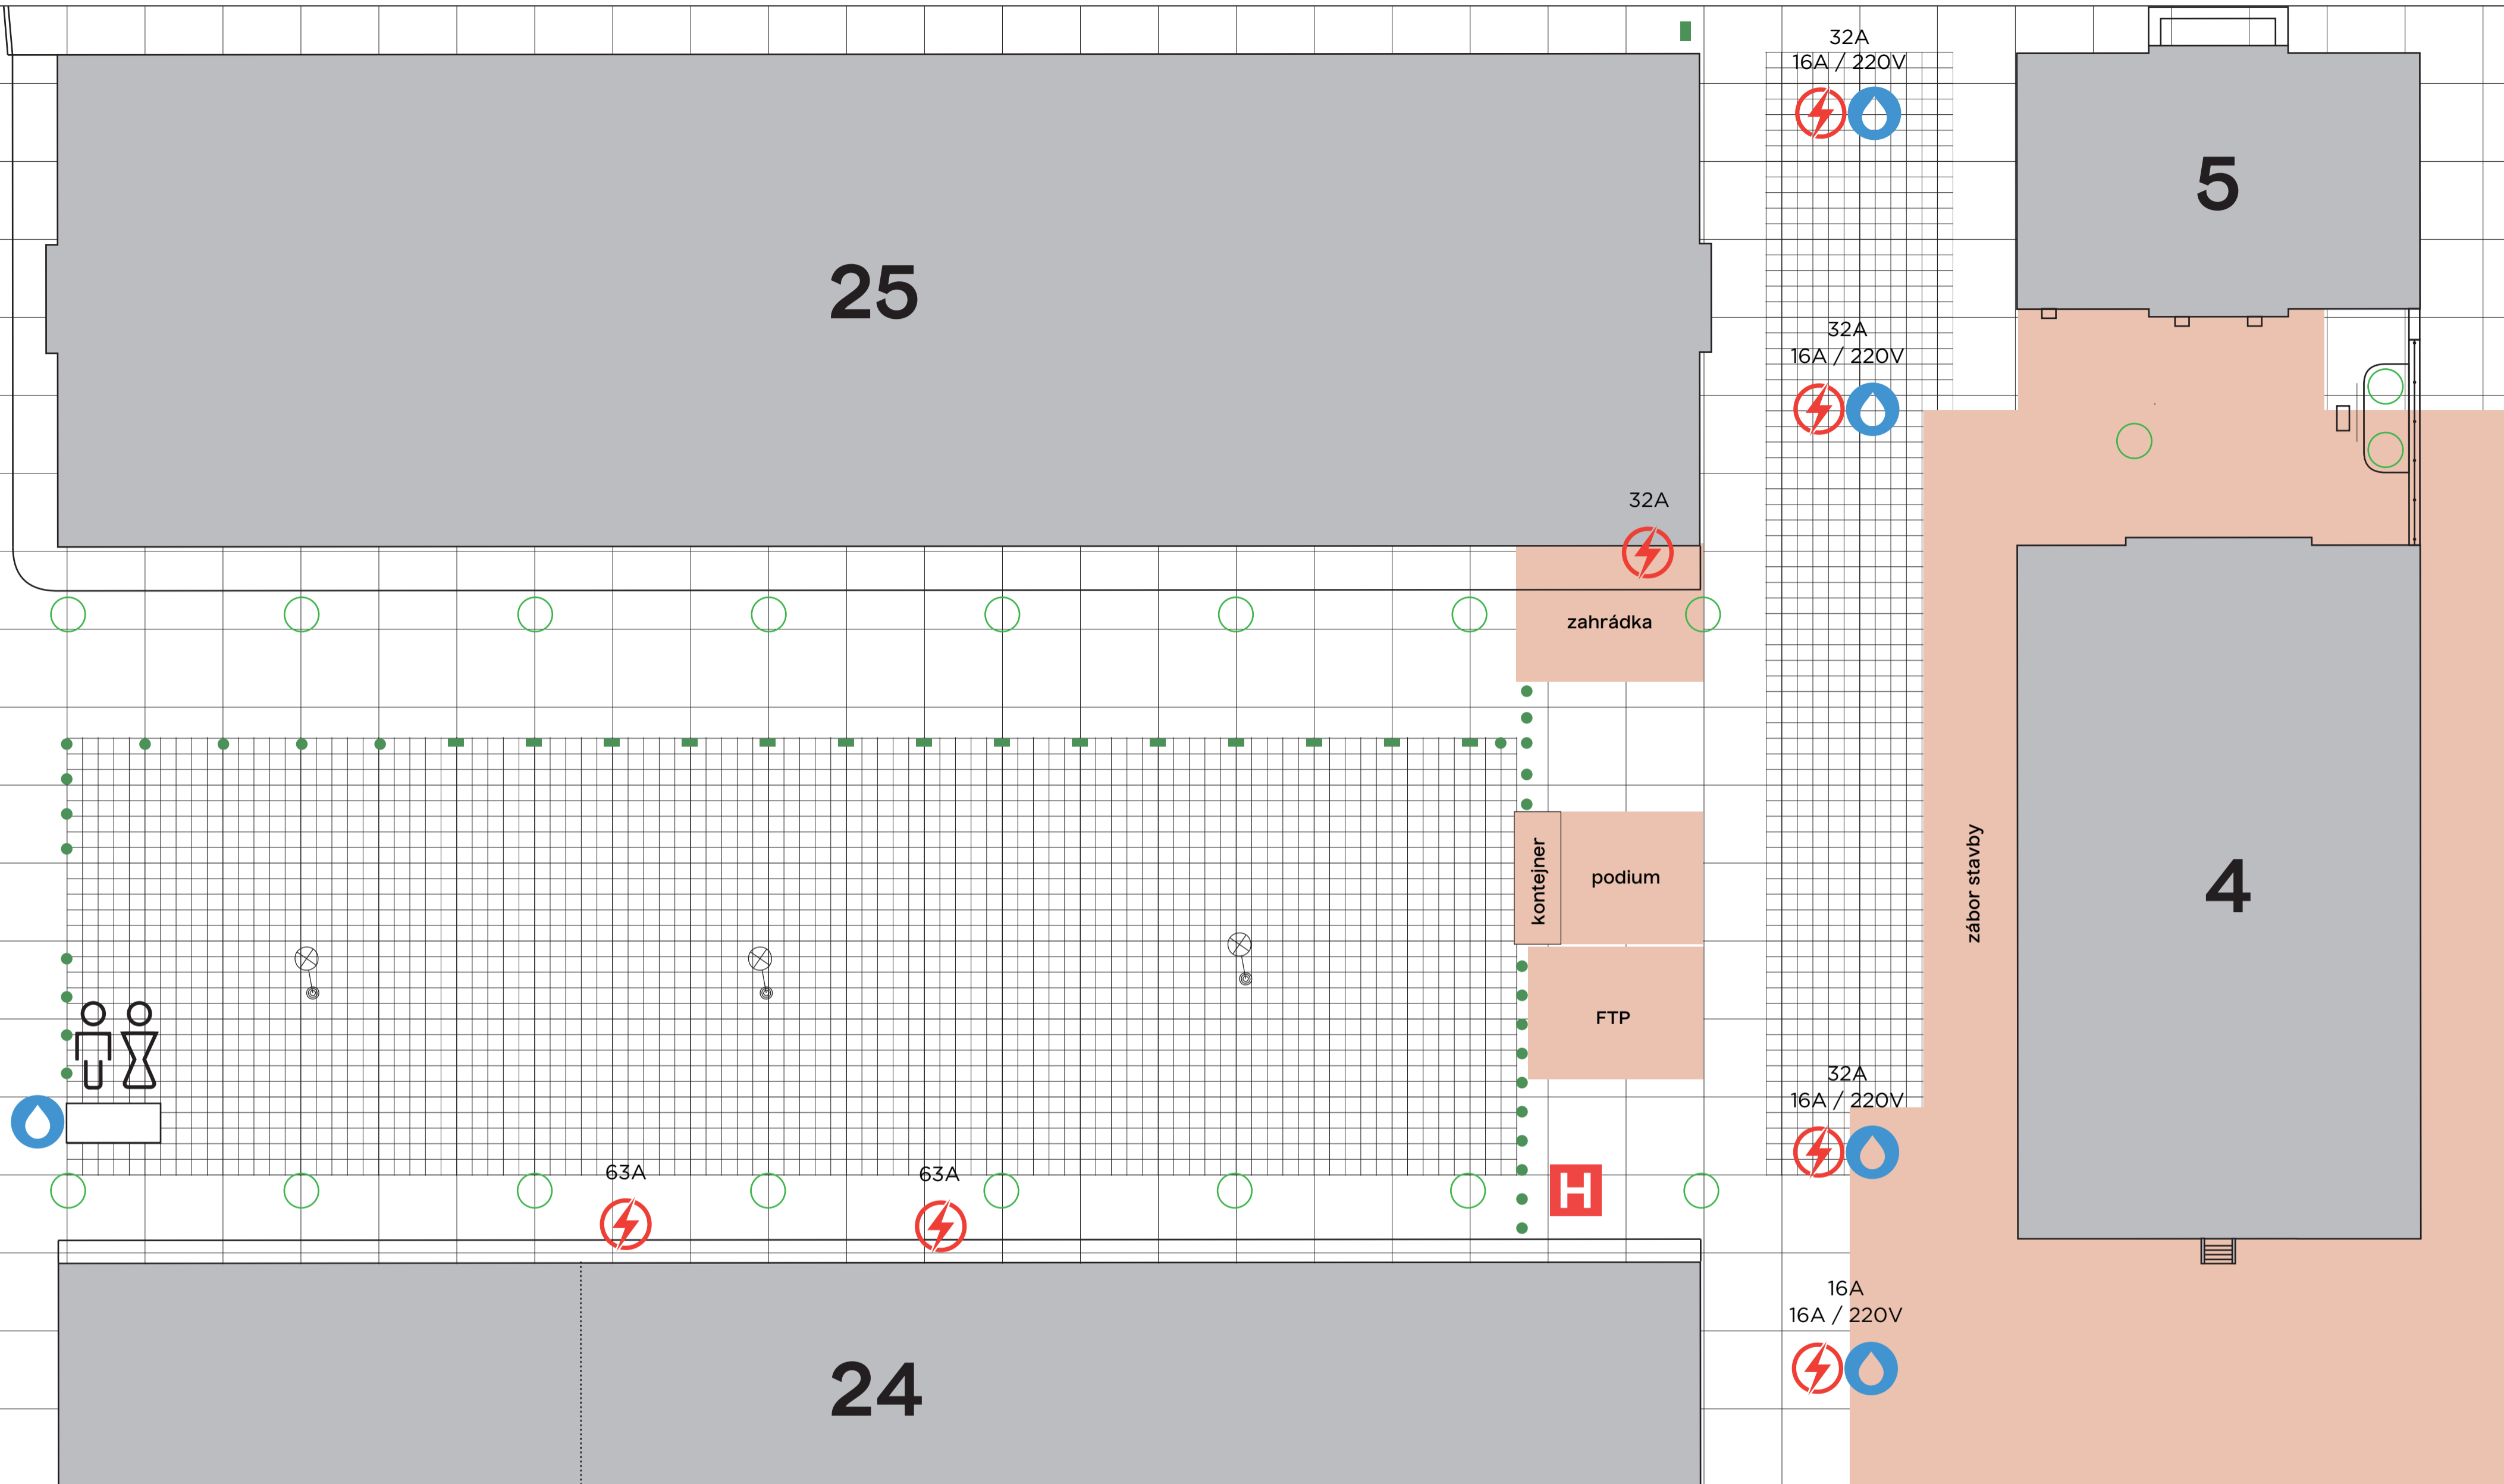 32A
16A / 220V
5
25
32A
16A / 220V
32A
zahrádka
kontejner
podium
zábor stavby
4
FTP
32A
16A / 220V
63A
63A
H
16A
16A / 220V
24